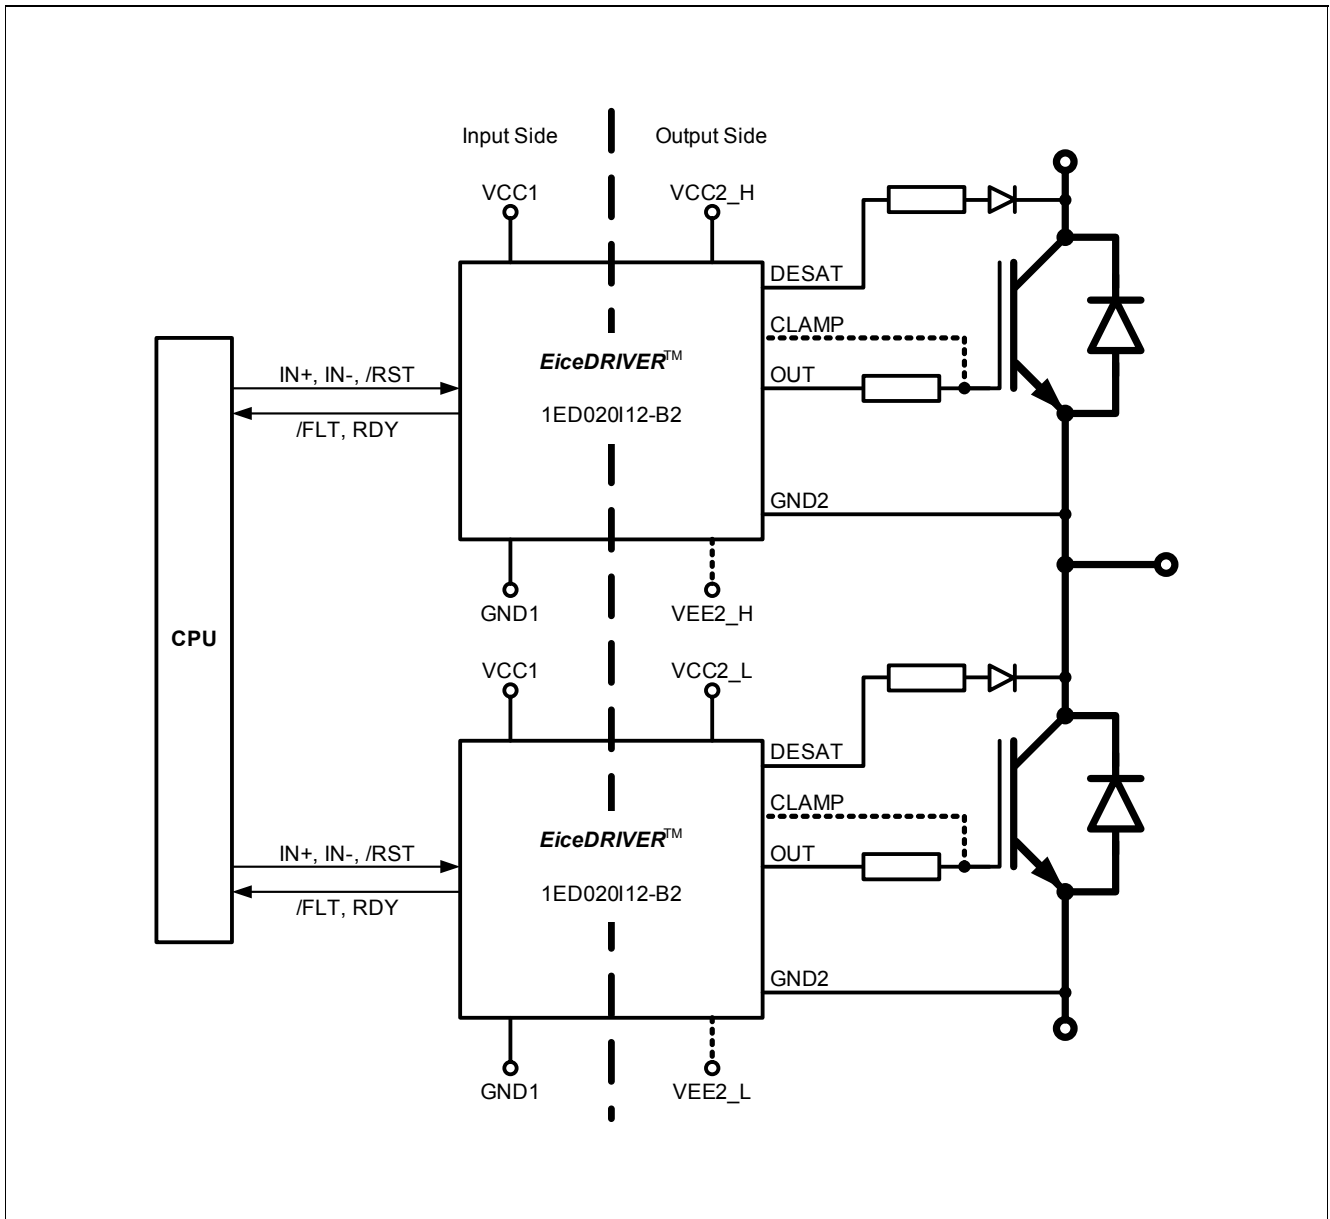 Input Side
Output Side
VCC1
VCC2_H
DESAT
CLAMP
EiceDRIVER™
OUT
IN+, IN-, /RST
1ED020I12-B2
/FLT, RDY
GND2
GND1
VEE2_H
CPU
VCC1
VCC2_L
DESAT
CLAMP
EiceDRIVER™
OUT
IN+, IN-, /RST
1ED020I12-B2
/FLT, RDY
GND2
GND1
VEE2_L